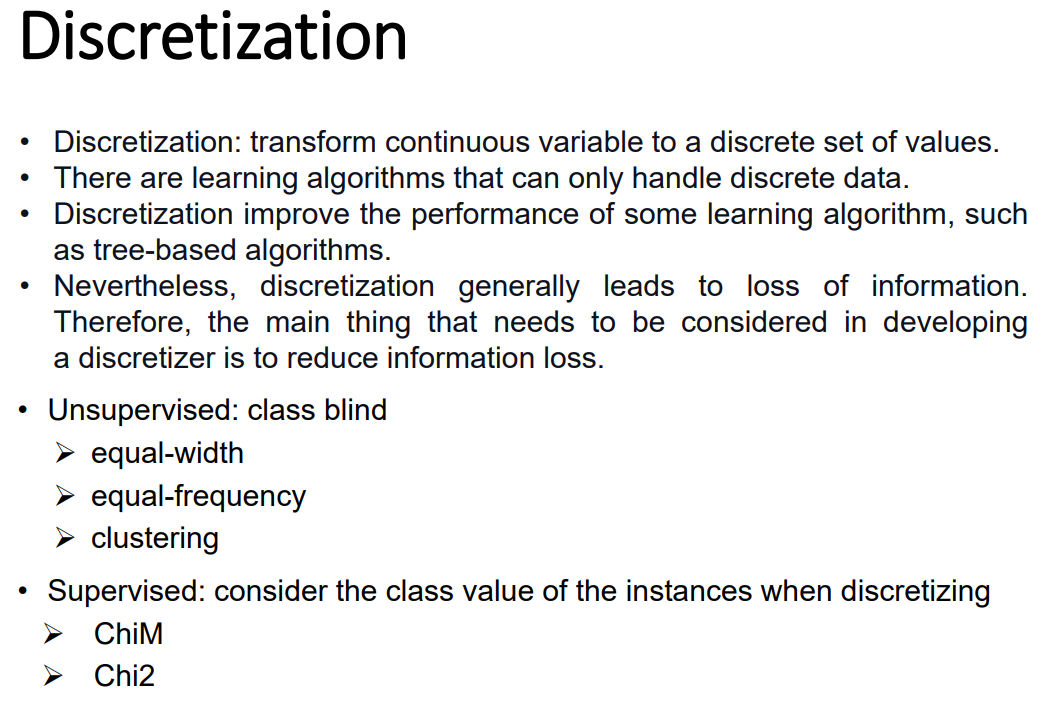 Discretization
• Discretization: transform continuous variable to a discrete set of values.
• There are learning algorithms that can only handle discrete data.
• Discretization improve the performance of some learning algorithm, such
as tree-based algorithms.
• Nevertheless, discretization generally leads to loss of information.
Therefore, the main thing that needs to be considered in developing
a discretizer is to reduce information loss.
• Unsupervised: class blind
➢ equal-width
➢ equal-frequency
➢ clustering
• Supervised: consider the class value of the instances when discretizing
➢ ChiM
➢ Chi2